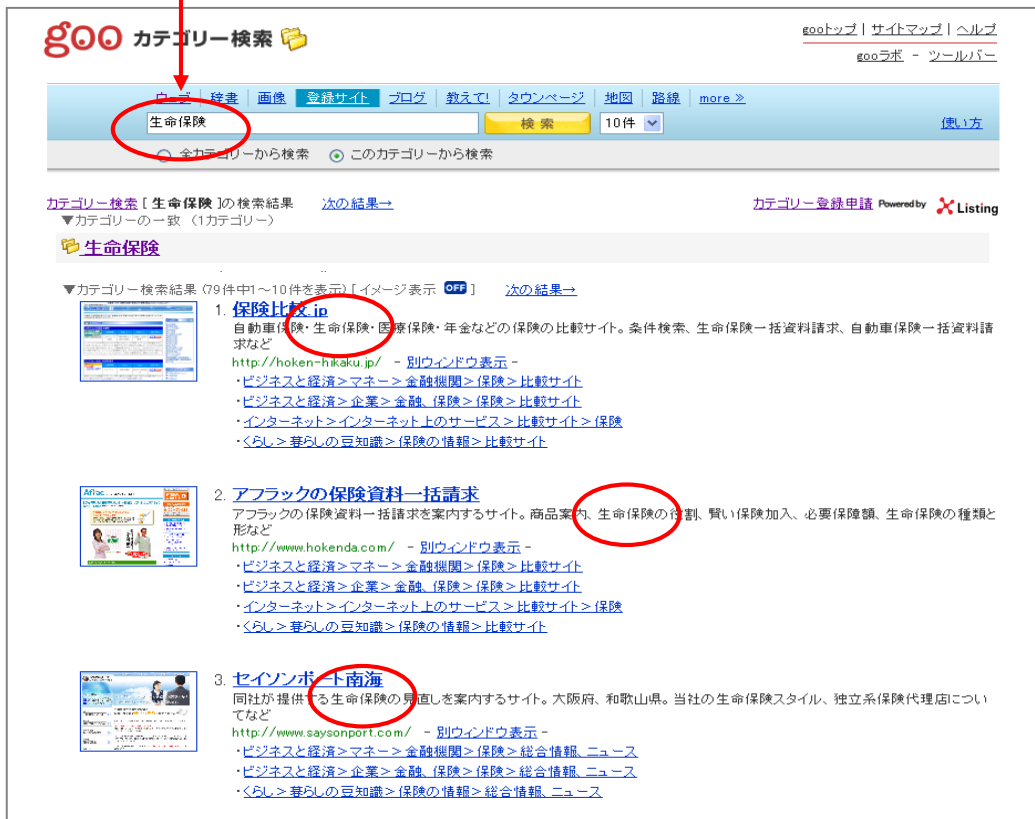 goo カテゴリー検索
gooトップ | サイトマップ | ヘルプ
gooラボ - ツールバー
ウェブ | 辞書 | 画像 | 登録サイト | ブログ | 教えて! | タウンページ | 地図 | 路線 | more ≫
生命保険 検索 10件 使い方
全カテゴリーから検索 このカテゴリーから検索
カテゴリー検索 [ 生命保険 ]の検索結果 次の結果→ カテゴリー登録申請 Powered by Listing
▼カテゴリーの一致 (1カテゴリー)
生命保険
▼カテゴリー検索結果 (79件中1～10件を表示) [ イメージ表示 OFF ] 次の結果→
1. 保険比較.jp
自動車保険・生命保険・医療保険・年金などの保険の比較サイト。条件検索、生命保険一括資料請求、自動車保険一括資料請
求など
http://hoken-hikaku.jp/ - 別ウィンドウ表示 -
・ビジネスと経済>マネー>金融機関>保険>比較サイト
・ビジネスと経済>企業>金融、保険>保険>比較サイト
・インターネット>インターネット上のサービス>比較サイト>保険
・くらし>暮らしの豆知識>保険の情報>比較サイト
Aflac
2. アフラックの保険資料一括請求
アフラックの保険資料一括請求を案内するサイト。商品案内、生命保険の役割、賢い保険加入、必要保障額、生命保険の種類と
形など
http://www.hokenda.com/ - 別ウィンドウ表示 -
・ビジネスと経済>マネー>金融機関>保険>比較サイト
・ビジネスと経済>企業>金融、保険>保険>比較サイト
・インターネット>インターネット上のサービス>比較サイト>保険
・くらし>暮らしの豆知識>保険の情報>比較サイト
3. セイソンポート南海
同社が提供する生命保険の見直しを案内するサイト。大阪府、和歌山県。当社の生命保険スタイル、独立系保険代理店につい
てなど
http://www.saysonport.com/ - 別ウィンドウ表示 -
・ビジネスと経済>マネー>金融機関>保険>総合情報、ニュース
・ビジネスと経済>企業>金融、保険>保険>総合情報、ニュース
・くらし>暮らしの豆知識>保険の情報>総合情報、ニュース